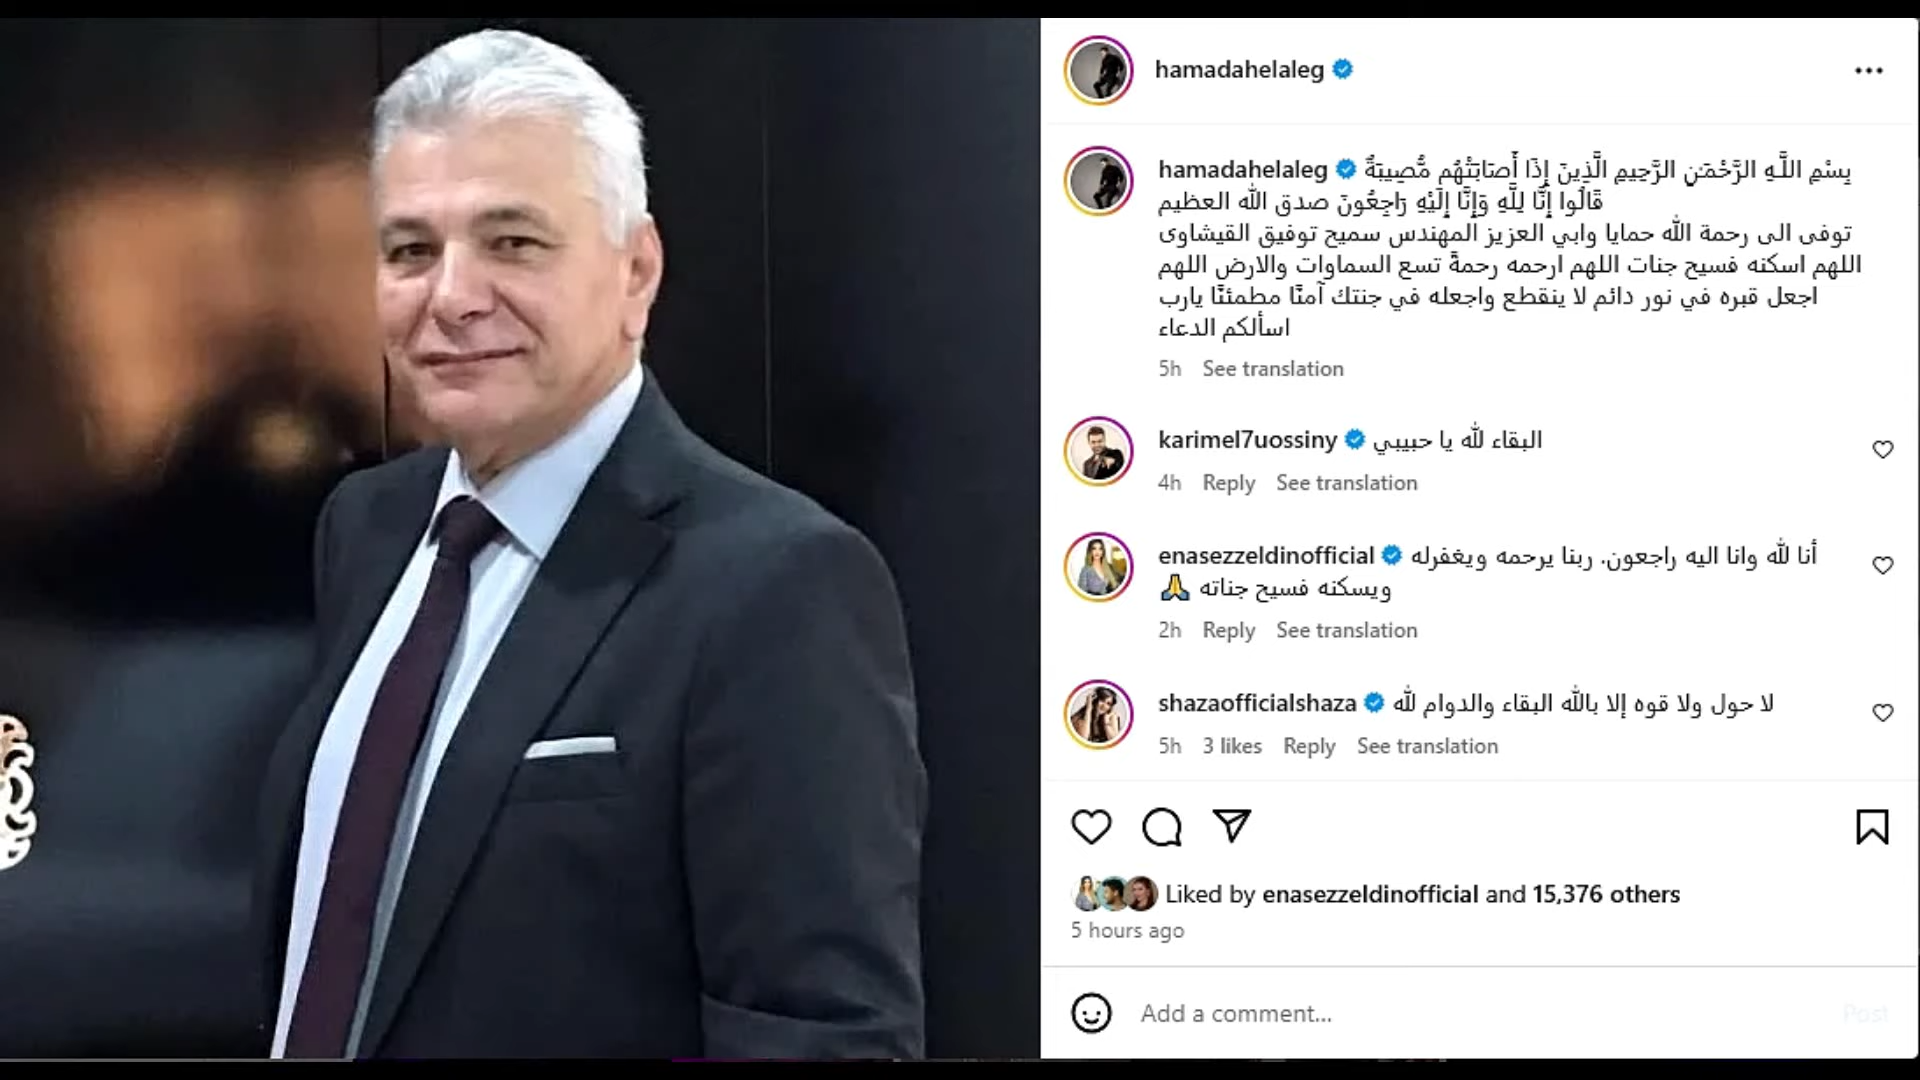 hamadahelaleg
hamadahelaleg بِسْمِ اللَّـهِ الرَّحْمَـٰنِ الرَّحِيمِ الَّذِينَ إِذَا أَصَابَتْهُم مُّصِيبَةٌ
قَالُوا إِنَّا لِلَّهِ وَإِنَّا إِلَيْهِ رَاجِعُونَ صدق الله العظيم
توفى الى رحمة الله حمايا وابي العزيز المهندس سميح توفيق القيشاوى
اللهم اسكنه فسيح جنات اللهم ارحمه رحمةً تسع السماوات والارض اللهم
اجعل قبره في نور دائم لا ينقطع واجعله في جنتك آمنًا مطمئنًا يارب
اسألكم الدعاء
5h See translation
karimel7uossiny البقاء لله يا حبيبي
4h Reply See translation
enasezzeldinofficial أنا لله وانا اليه راجعون. ربنا يرحمه ويغفرله
ويسكنه فسيح جناته 🙏
2h Reply See translation
shazaofficialshaza لا حول ولا قوه إلا بالله البقاء والدوام لله
5h 3 likes Reply See translation
Liked by enasezzeldinofficial and 15,376 others
5 hours ago
Add a comment...
Post